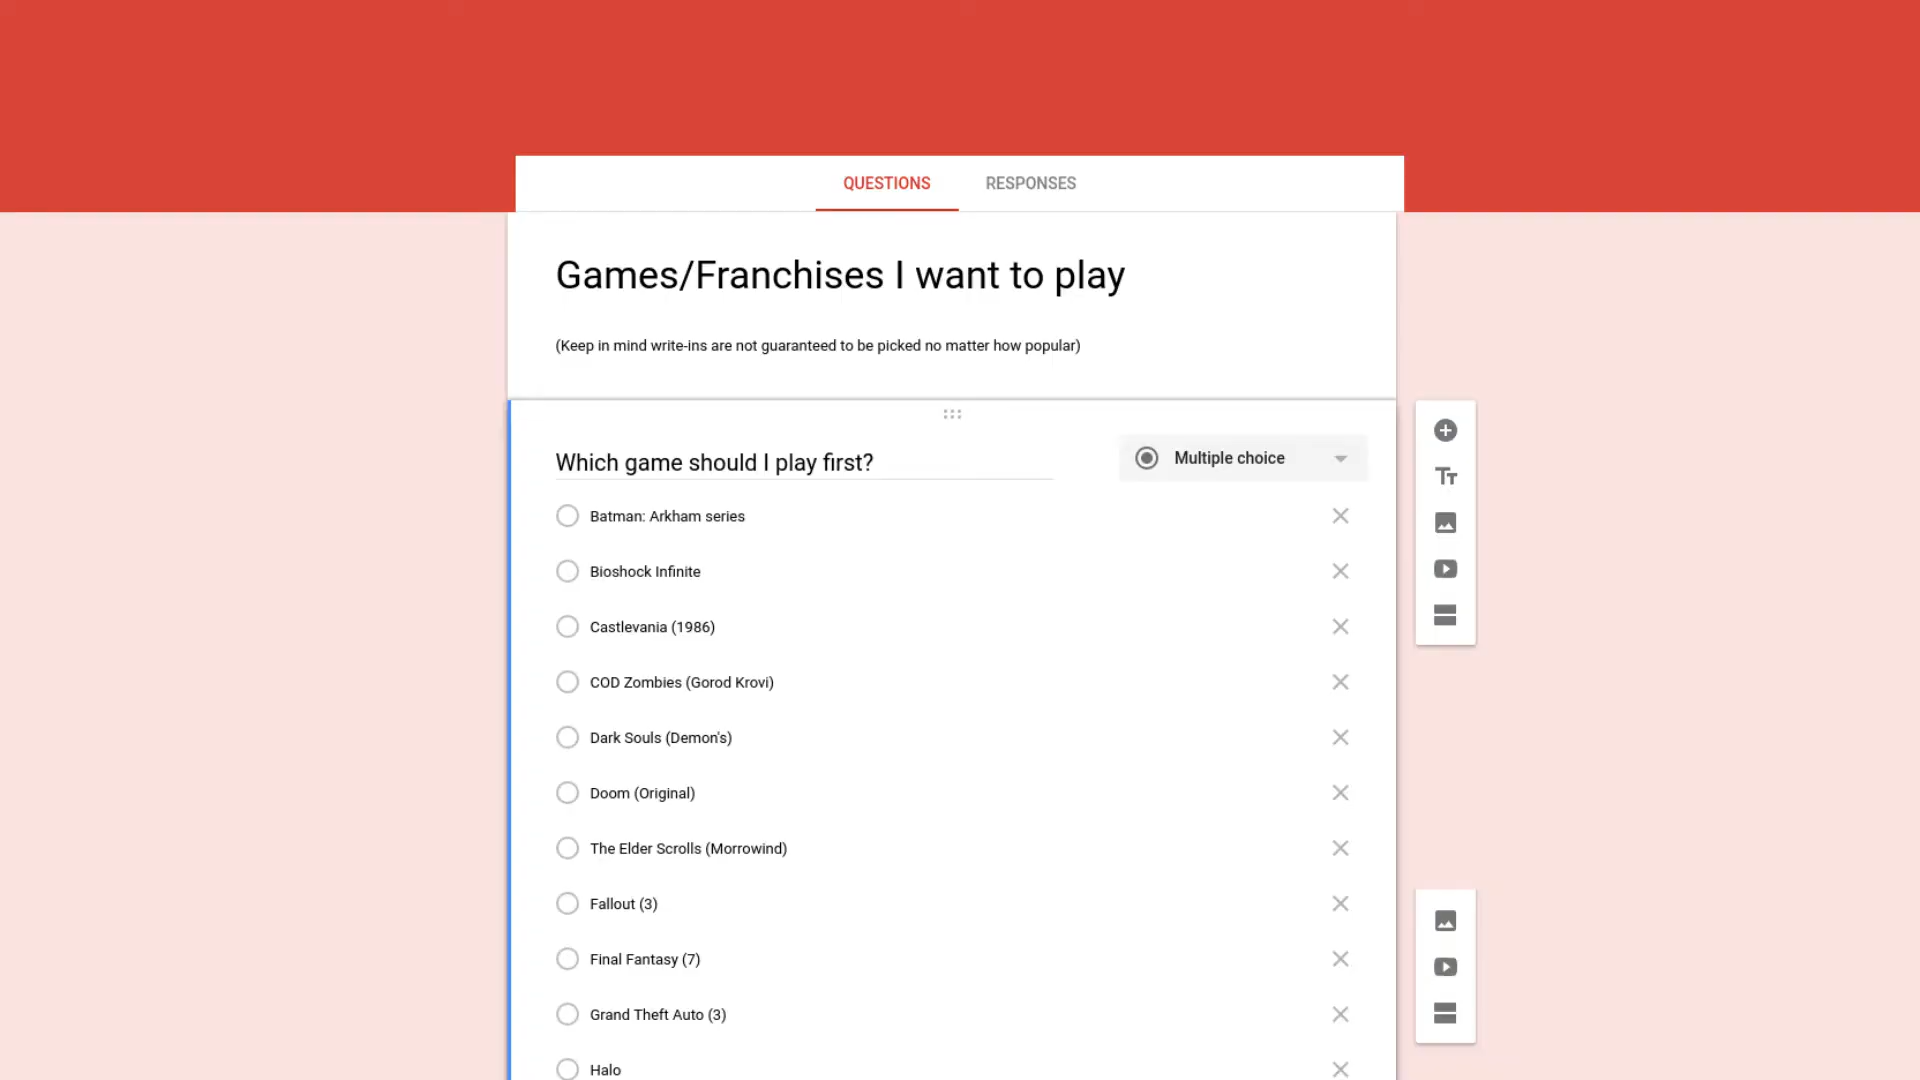 QUESTIONS RESPONSES
Games/Franchises I want to play
(Keep in mind write-ins are not guaranteed to be picked no matter how popular)
Which game should I play first?
Multiple choice
Batman: Arkham series
Bioshock Infinite
Castlevania (1986)
COD Zombies (Gorod Krovi)
Dark Souls (Demon's)
Doom (Original)
The Elder Scrolls (Morrowind)
Fallout (3)
Final Fantasy (7)
Grand Theft Auto (3)
Halo